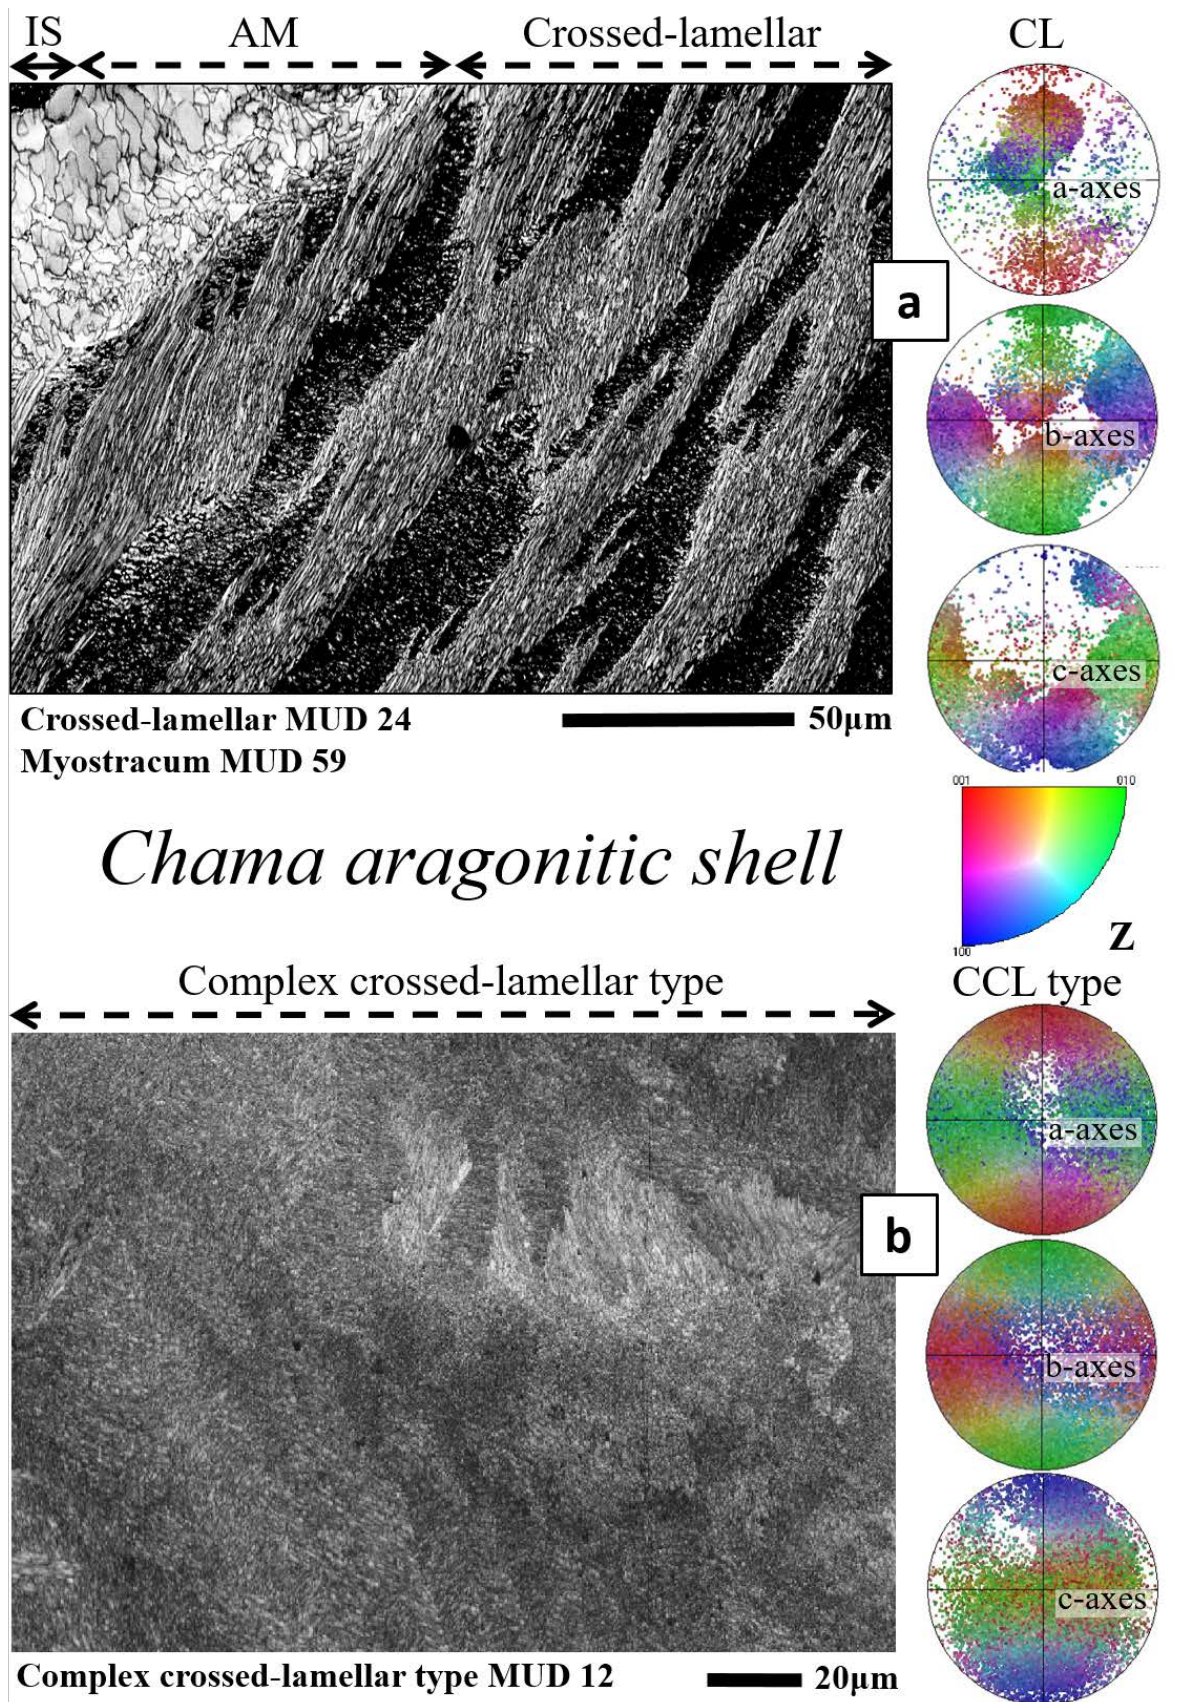 IS AM Crossed-lamellar CL
a-axes
a
b-axes
c-axes
Crossed-lamellar MUD 24 50µm
Myostracum MUD 59
001 010
Chama aragonitic shell
100 Z
Complex crossed-lamellar type CCL type
a-axes
b
b-axes
c-axes
Complex crossed-lamellar type MUD 12 20µm